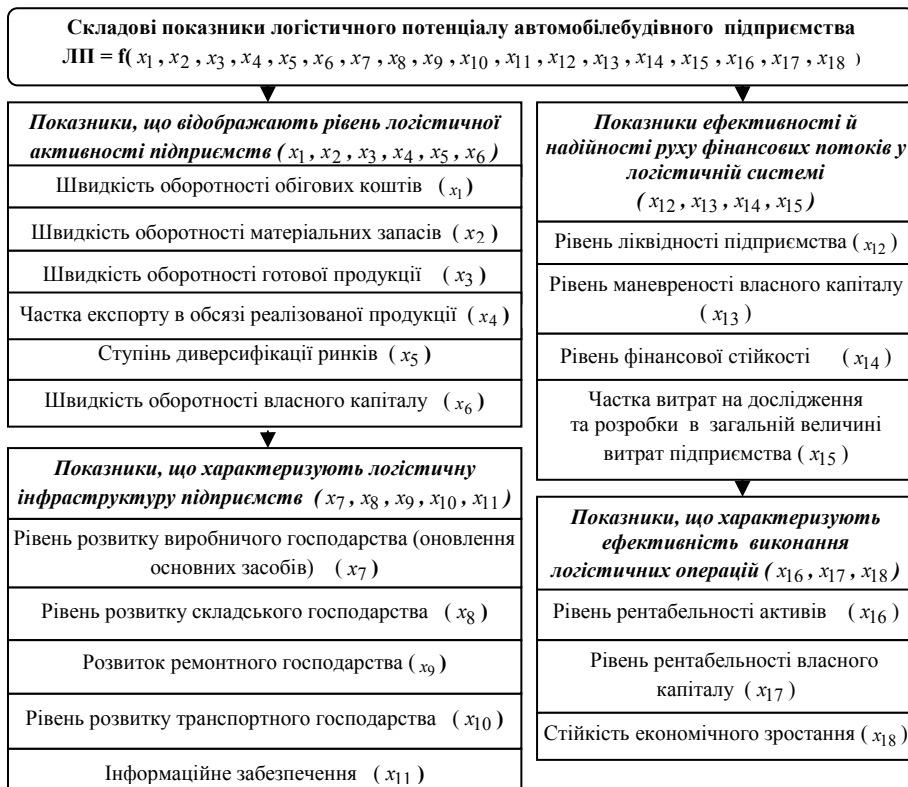 Складові показники логістичного потенціалу автомобілебудівного підприємства
ЛП = f( x1 , x2 , x3 , x4 , x5 , x6 , x7 , x8 , x9 , x10 , x11 , x12 , x13 , x14 , x15 , x16 , x17 , x18 )
Показники, що відображають рівень логістичної
активності підприємств ( x1 , x2 , x3 , x4 , x5 , x6 )
Швидкість оборотності обігових коштів ( x1 )
Швидкість оборотності матеріальних запасів ( x2 )
Швидкість оборотності готової продукції ( x3 )
Частка експорту в обсязі реалізованої продукції ( x4 )
Ступінь диверсифікації ринків ( x5 )
Швидкість оборотності власного капіталу ( x6 )
Показники, що характеризують логістичну
інфраструктуру підприємств ( x7 , x8 , x9 , x10 , x11 )
Рівень розвитку виробничого господарства (оновлення
основних засобів) ( x7 )
Рівень розвитку складського господарства ( x8 )
Розвиток ремонтного господарства ( x9 )
Рівень розвитку транспортного господарства ( x10 )
Інформаційне забезпечення ( x11 )
Показники ефективності й
надійності руху фінансових потоків у
логістичній системі
( x12 , x13 , x14 , x15 )
Рівень ліквідності підприємства ( x12 )
Рівень маневреності власного капіталу
( x13 )
Рівень фінансової стійкості ( x14 )
Частка витрат на дослідження
та розробки в загальній величині
витрат підприємства ( x15 )
Показники, що характеризують
ефективність виконання
логістичних операцій ( x16 , x17 , x18 )
Рівень рентабельності активів ( x16 )
Рівень рентабельності власного
капіталу ( x17 )
Стійкість економічного зростання ( x18 )